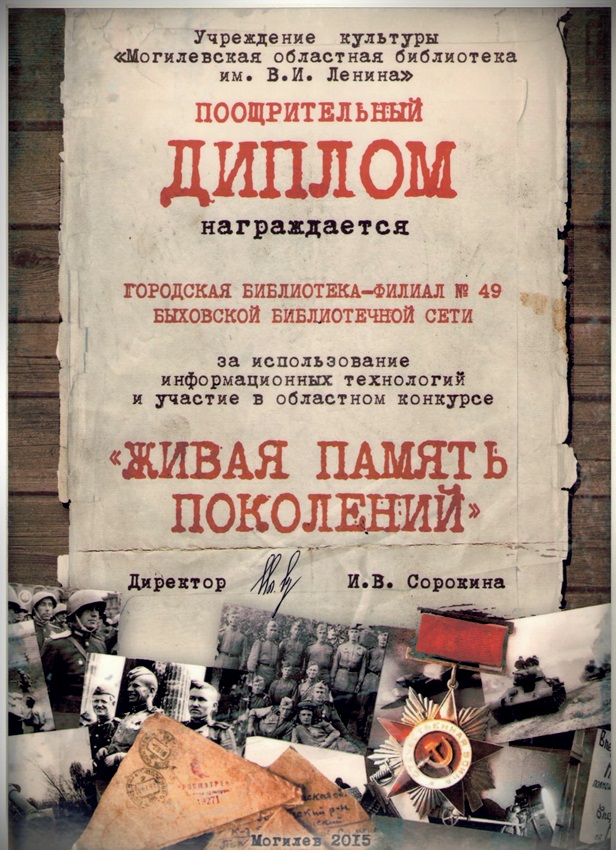 Учреждение культуры
«Могилевская областная библиотека
им. В.И. Ленина»
ПООЩРИТЕЛЬНЫЙ
ДИПЛОМ
награждается
ГОРОДСКАЯ БИБЛИОТЕКА-ФИЛИАЛ № 49
БЫХОВСКОЙ БИБЛИОТЕЧНОЙ СЕТИ
за использование
информационных технологий
и участие в областном конкурсе
«ЖИВАЯ ПАМЯТЬ
ПОКОЛЕНИЙ»
Директор И.В. Сорокина
Могилев 2015